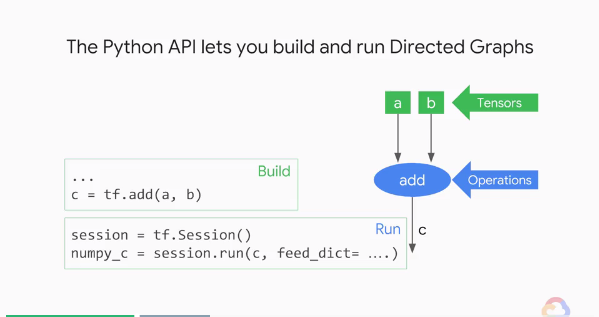 The Python API lets you build and run Directed Graphs
a
b
Tensors
Build
...
c = tf.add(a, b)
add
Operations
Run
session = tf.Session()
numpy_c = session.run(c, feed_dict= ....)
c